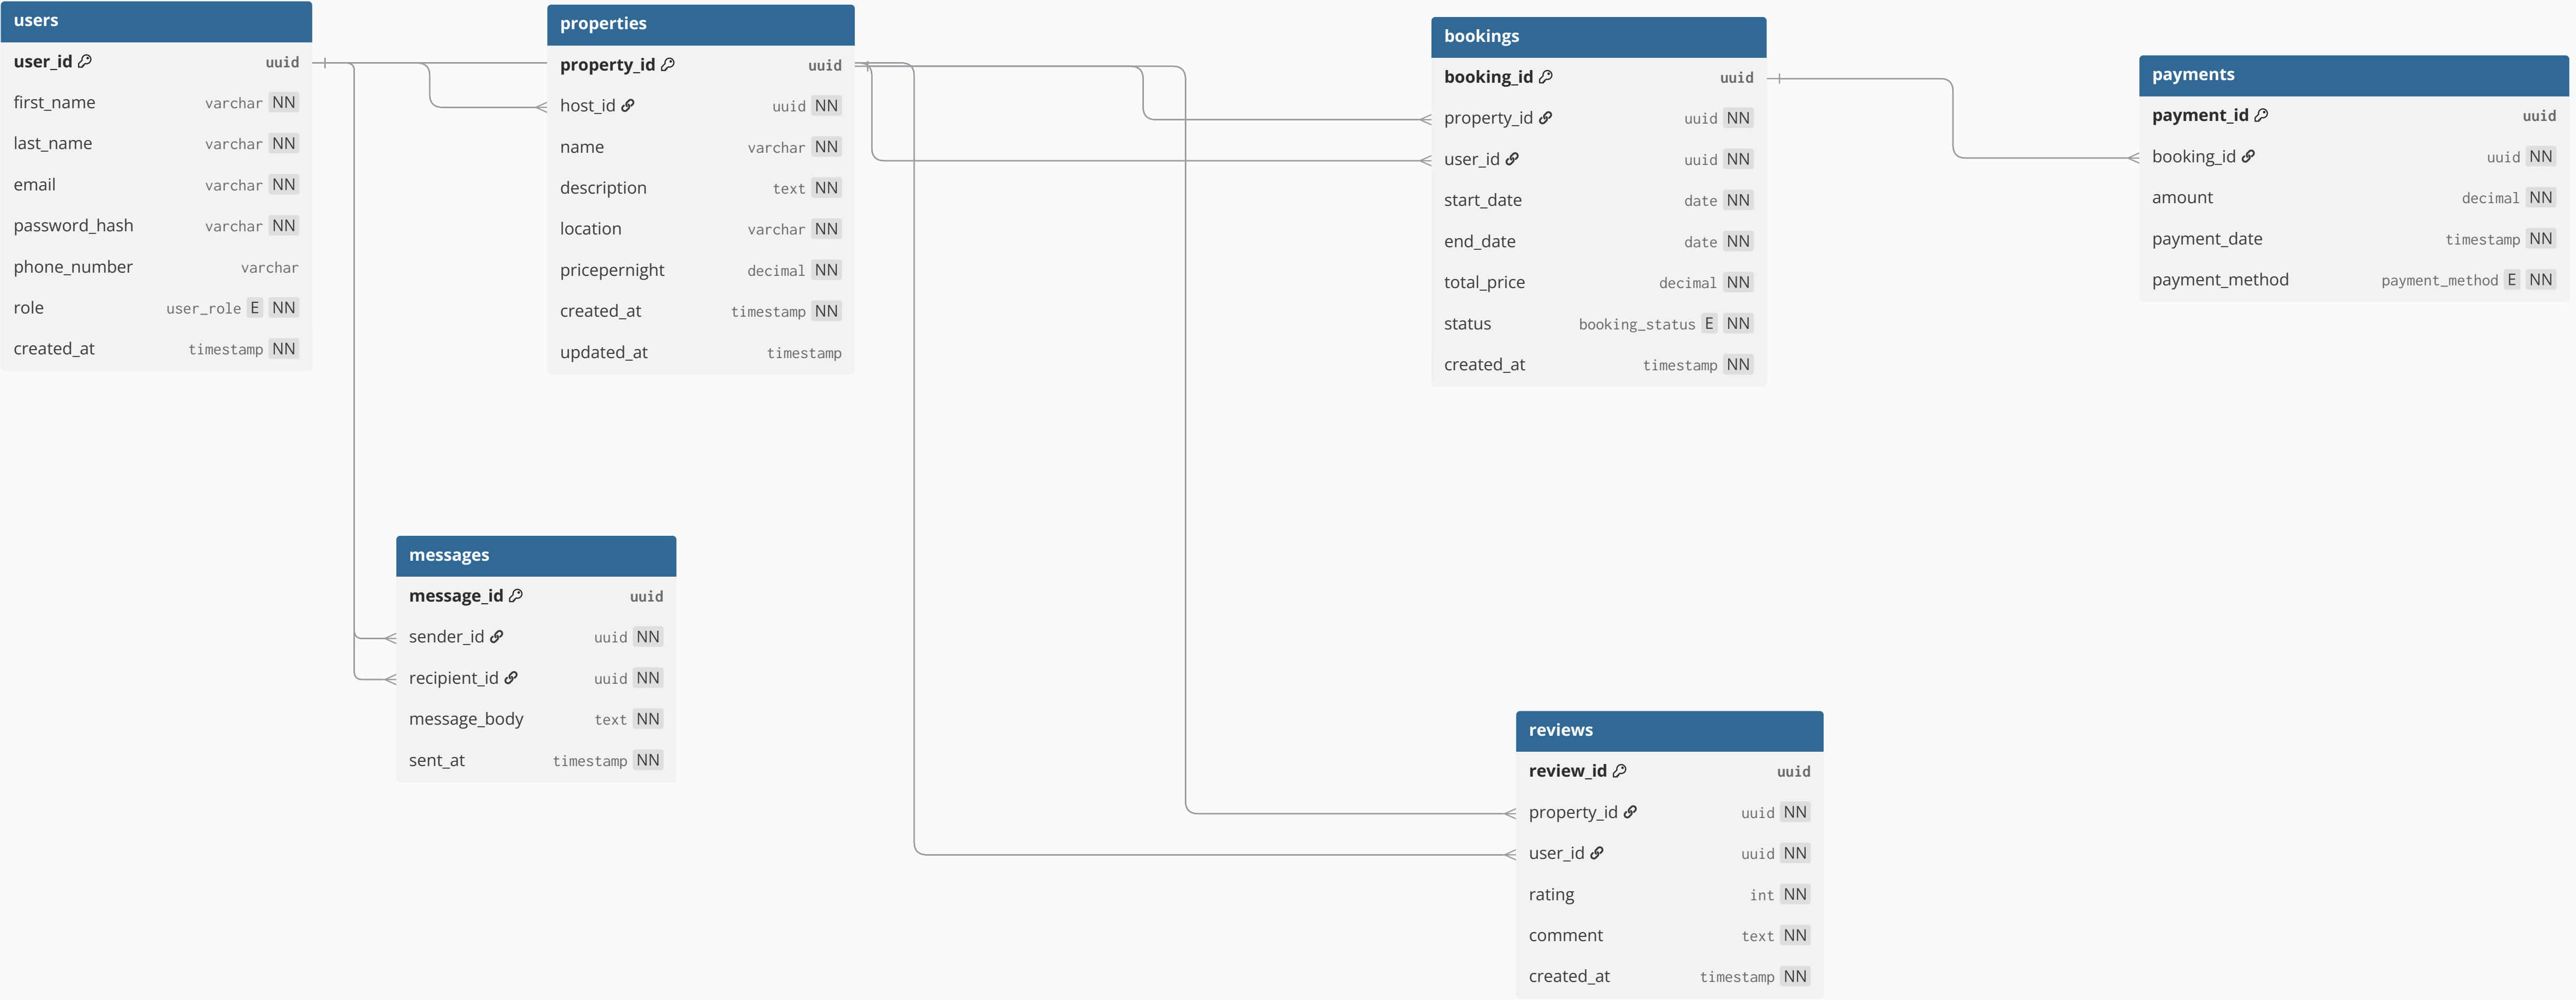 users
user_id uuid
first_name varchar NN
last_name varchar NN
email varchar NN
password_hash varchar NN
phone_number varchar
role user_role E NN
created_at timestamp NN
properties
property_id uuid
host_id uuid NN
name varchar NN
description text NN
location varchar NN
pricepernight decimal NN
created_at timestamp NN
updated_at timestamp
bookings
booking_id uuid
property_id uuid NN
user_id uuid NN
start_date date NN
end_date date NN
total_price decimal NN
status booking_status E NN
created_at timestamp NN
payments
payment_id uuid
booking_id uuid NN
amount decimal NN
payment_date timestamp NN
payment_method payment_method E NN
messages
message_id uuid
sender_id uuid NN
recipient_id uuid NN
message_body text NN
sent_at timestamp NN
reviews
review_id uuid
property_id uuid NN
user_id uuid NN
rating int NN
comment text NN
created_at timestamp NN